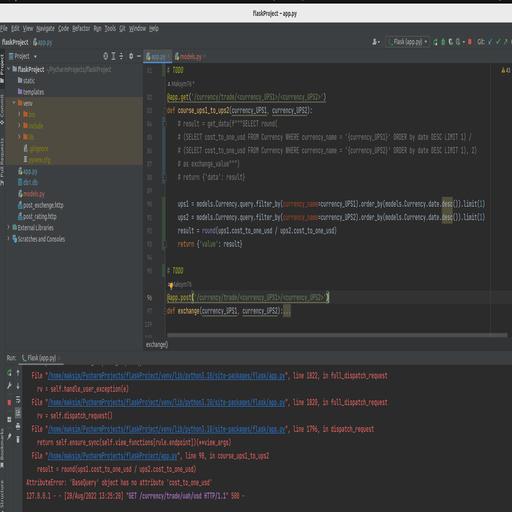 flaskProject – app.py
File Edit View Navigate Code Refactor Run Tools Git Window Help
flaskProject app.py
Flask (app.py)
Git:
Project
app.py
models.py
flaskProject ~/PycharmProjects/flaskProject
static
templates
venv
bin
include
lib
.gitignore
pyvenv.cfg
app.py
models.py
post_exchange.http
post_rating.http
External Libraries
Scratches and Consoles
Project
Commit
Pull Requests
# TODO
Maksym76
@app.get('/currency/trade/<currency_UPS1>/<currency_UPS2>')
def course_ups1_to_ups2(currency_UPS1, currency_UPS2):
# result = get_data(f"""SELECT round(
# (SELECT cost_to_one_usd FROM Currency WHERE currency_name = '{currency_UPS1}' ORDER by date DESC LIMIT 1) /
# (SELECT cost_to_one_usd FROM Currency WHERE currency_name = '{currency_UPS2}' ORDER by date DESC LIMIT 1), 2)
# as exchange_value""")
# return {'data': result}
ups1 = models.Currency.query.filter_by(currency_name=currency_UPS1).order_by(models.Currency.date.desc()).limit(1)
ups2 = models.Currency.query.filter_by(currency_name=currency_UPS2).order_by(models.Currency.date.desc()).limit(1)
result = round(ups1.cost_to_one_usd / ups2.cost_to_one_usd)
return {'value': result}
# TODO
Maksym76
96 @app.post('/currency/trade/<currency_UPS1>/<currency_UPS2>')
97 def exchange(currency_UPS1, currency_UPS2):...
exchange()
Run: Flask (app.py)
File "/home/maksim/PycharmProjects/flaskProject/venv/lib/python3.10/site-packages/flask/app.py", line 1822, in full_dispatch_request
rv = self.handle_user_exception(e)
File "/home/maksim/PycharmProjects/flaskProject/venv/lib/python3.10/site-packages/flask/app.py", line 1820, in full_dispatch_request
rv = self.dispatch_request()
File "/home/maksim/PycharmProjects/flaskProject/venv/lib/python3.10/site-packages/flask/app.py", line 1796, in dispatch_request
return self.ensure_sync(self.view_functions[rule.endpoint])(**view_args)
File "/home/maksim/PycharmProjects/flaskProject/app.py", line 90, in course_ups1_to_ups2
result = round(ups1.cost_to_one_usd / ups2.cost_to_one_usd)
AttributeError: 'BaseQuery' object has no attribute 'cost_to_one_usd'
127.0.0.1 - - [20/Aug/2022 13:25:20] "GET /currency/trade/uah/usd HTTP/1.1" 500 -
Bookmarks
Structure